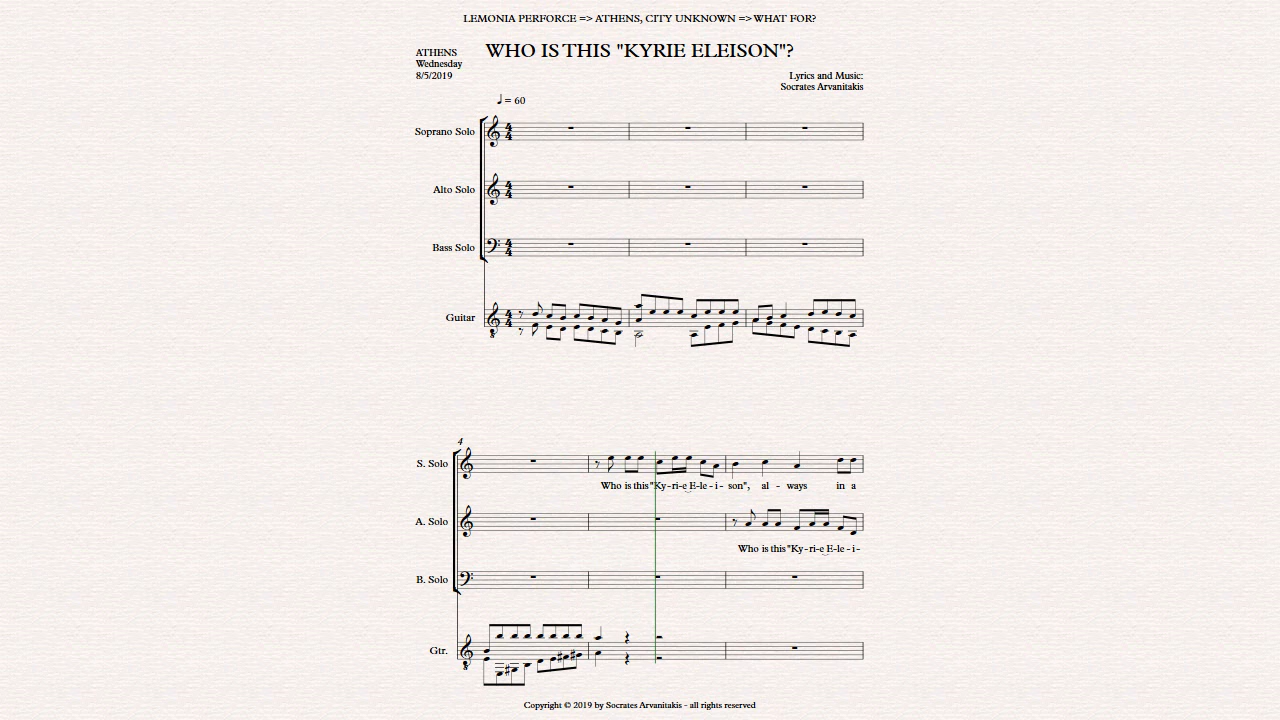 LEMONIA PERFORCE => ATHENS, CITY UNKNOWN => WHAT FOR?
ATHENS
Wednesday
8/5/2019
WHO IS THIS "KYRIE ELEISON"?
Lyrics and Music:
Socrates Arvanitakis
♩ = 60
Soprano Solo
Alto Solo
Bass Solo
Guitar
4
S. Solo
Who is this "Ky - ri-e E-le - i - son", al - ways in a
A. Solo
Who is this "Ky - ri-e E-le - i -
B. Solo
Gtr.
Copyright © 2019 by Socrates Arvanitakis - all rights reserved